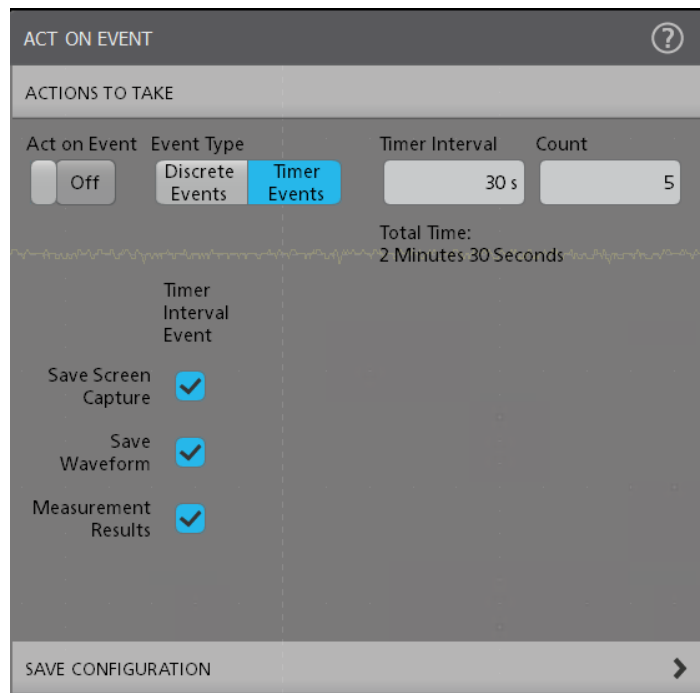 ACT ON EVENT ?
ACTIONS TO TAKE
Act on Event Event Type Timer Interval Count
Off Discrete Events Timer Events 30 s 5
Total Time:
2 Minutes 30 Seconds
Timer
Interval
Event
Save Screen
Capture
Save
Waveform
Measurement
Results
SAVE CONFIGURATION